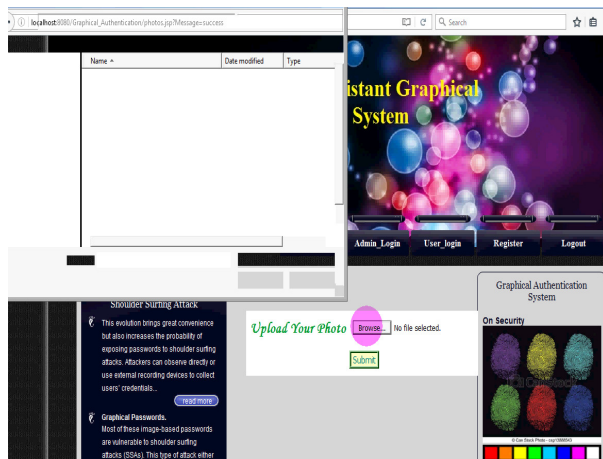 localhost:8080/Graphical_Authentication/photos.jsp?Message=success
Search
Name
Date modified
Type
istant Graphical
System
Admin_Login
User_login
Register
Logout
Shoulder Surfing Attack
This evolution brings great convenience
but also increases the probability of
exposing passwords to shoulder surfing
attacks. Attackers can observe directly or
use external recording devices to collect
users' credentials...
read more
Graphical Passwords.
Most of these image-based passwords
are vulnerable to shoulder surfing
attacks (SSAs). This type of attack either
Upload Your Photo
Browse...
No file selected.
Submit
Graphical Authentication
System
On Security
© Can Stock Photo - csp15886543